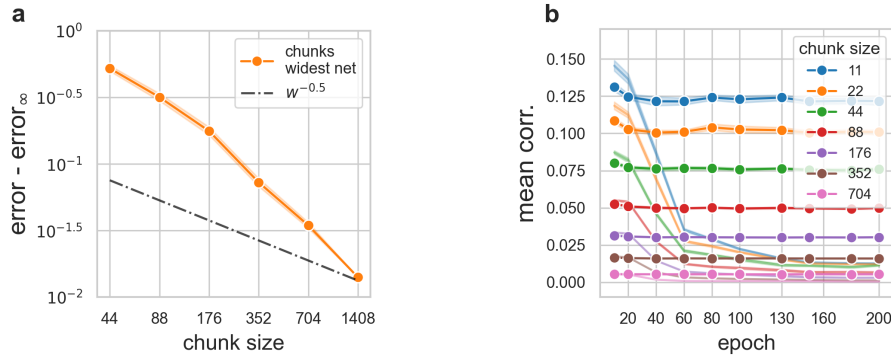 a
10^0
10^-0.5
10^-1
10^-1.5
10^-2
error - error∞
chunks
widest net
w^-0.5
44 88 176 352 704 1408
chunk size
b
0.150
0.125
0.100
0.075
0.050
0.025
0.000
mean corr.
chunk size
11
22
44
88
176
352
704
20 40 60 80 100 130 160 200
epoch